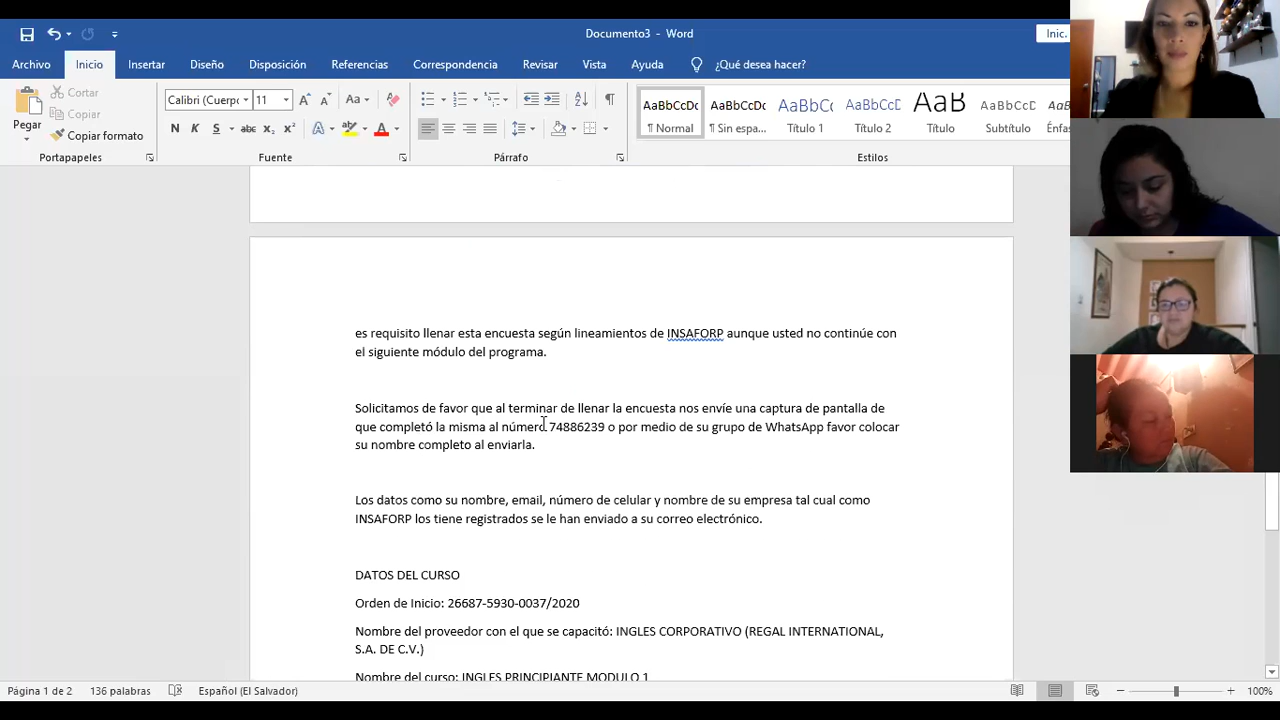 Documento3 - Word
Inic.
Archivo Inicio Insertar Diseño Disposición Referencias Correspondencia Revisar Vista Ayuda ¿Qué desea hacer?
Cortar
Copiar
Copiar formato
Pegar
Portapapeles
Calibri (Cuerpo 11
Fuente
Párrafo
AaBbCcDc AaBbCcDc AaBbCc AaBbCcD AaB AaBbCcD
¶ Normal ¶ Sin espa... Título 1 Título 2 Título Subtítulo Énfas
Estilos
es requisito llenar esta encuesta según lineamientos de INSAFORP aunque usted no continúe con
el siguiente módulo del programa.
Solicitamos de favor que al terminar de llenar la encuesta nos envíe una captura de pantalla de
que completó la misma al número 74886239 o por medio de su grupo de WhatsApp favor colocar
su nombre completo al enviarla.
Los datos como su nombre, email, número de celular y nombre de su empresa tal cual como
INSAFORP los tiene registrados se le han enviado a su correo electrónico.
DATOS DEL CURSO
Orden de Inicio: 26687-5930-0037/2020
Nombre del proveedor con el que se capacitó: INGLES CORPORATIVO (REGAL INTERNATIONAL,
S.A. DE C.V.)
Nombre del curso: INGLES PRINCIPIANTE MODULO 1
Página 1 de 2 136 palabras Español (El Salvador) 100%